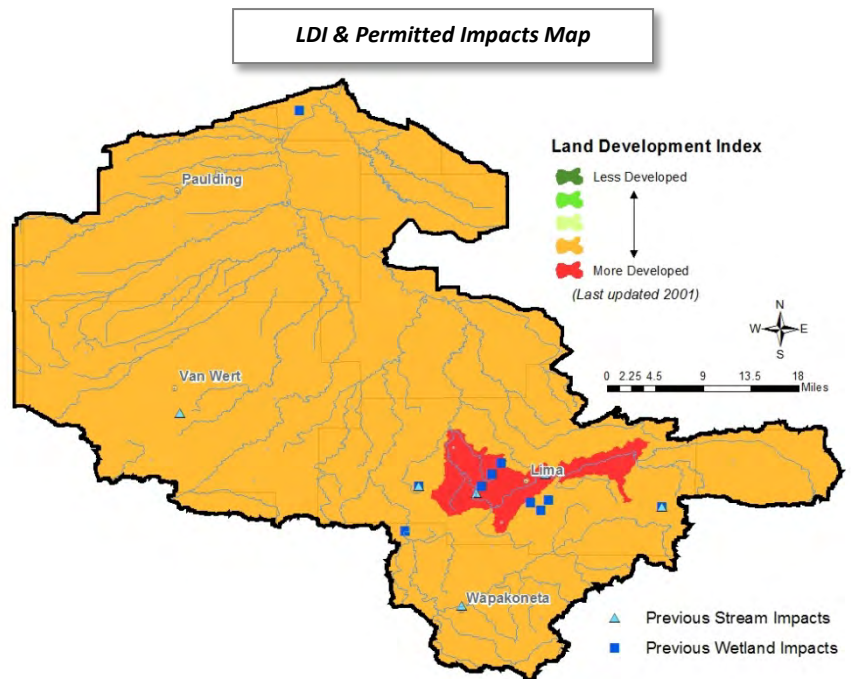 LDI & Permitted Impacts Map
Paulding
Van Wert
Lima
Wapakoneta
Land Development Index
Less Developed
More Developed
(Last updated 2001)
N
W E
S
0 2.25 4.5 9 13.5 18
Miles
Previous Stream Impacts
Previous Wetland Impacts